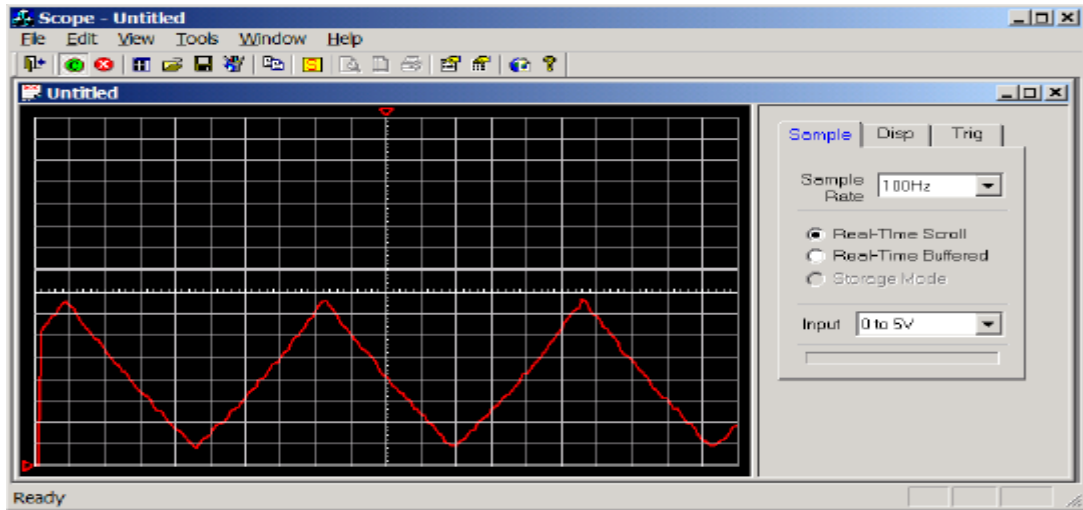 Scope - Untitled
File Edit View Tools Window Help
Untitled
Sample Disp Trig
Sample Rate 100Hz
Real-Time Scroll
Real-Time Buffered
Storage Mode
Input 0 to 5V
Ready